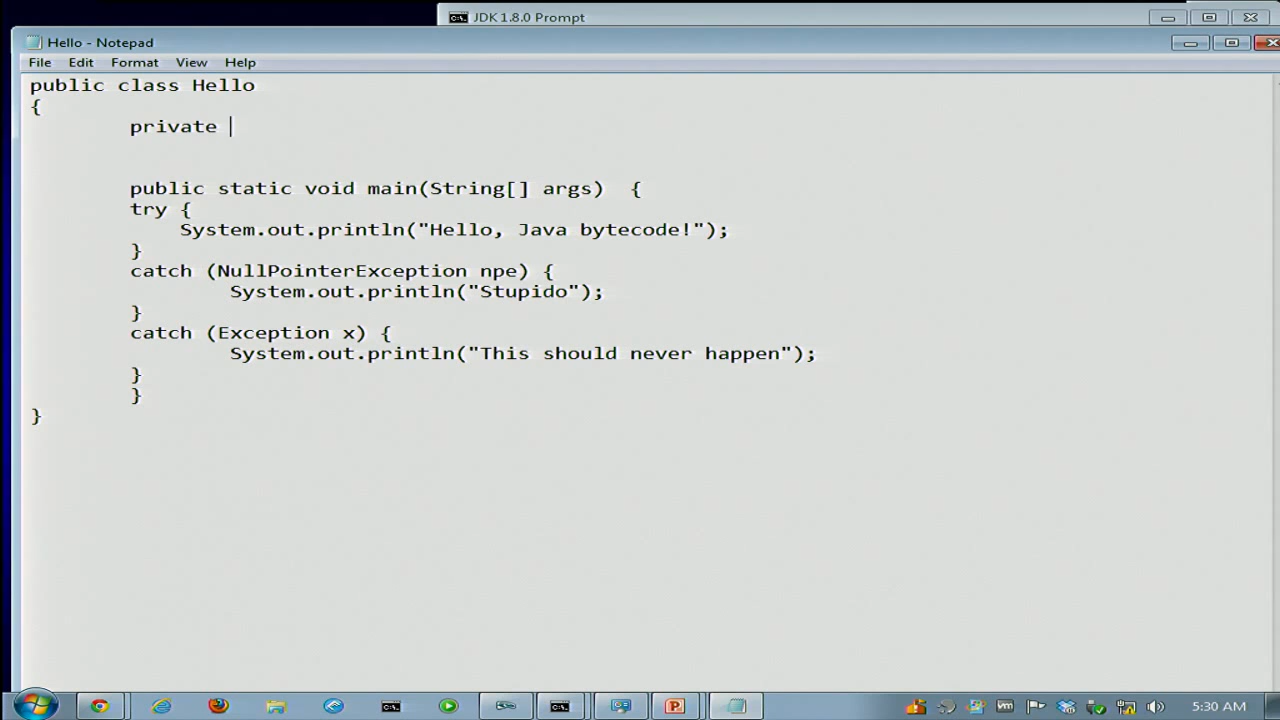 JDK 1.8.0 Prompt
Hello - Notepad
File Edit Format View Help
public class Hello
{
private
public static void main(String[] args) {
try {
System.out.println("Hello, Java bytecode!");
}
catch (NullPointerException npe) {
System.out.println("Stupido");
}
catch (Exception x) {
System.out.println("This should never happen");
}
}
}
5:30 AM